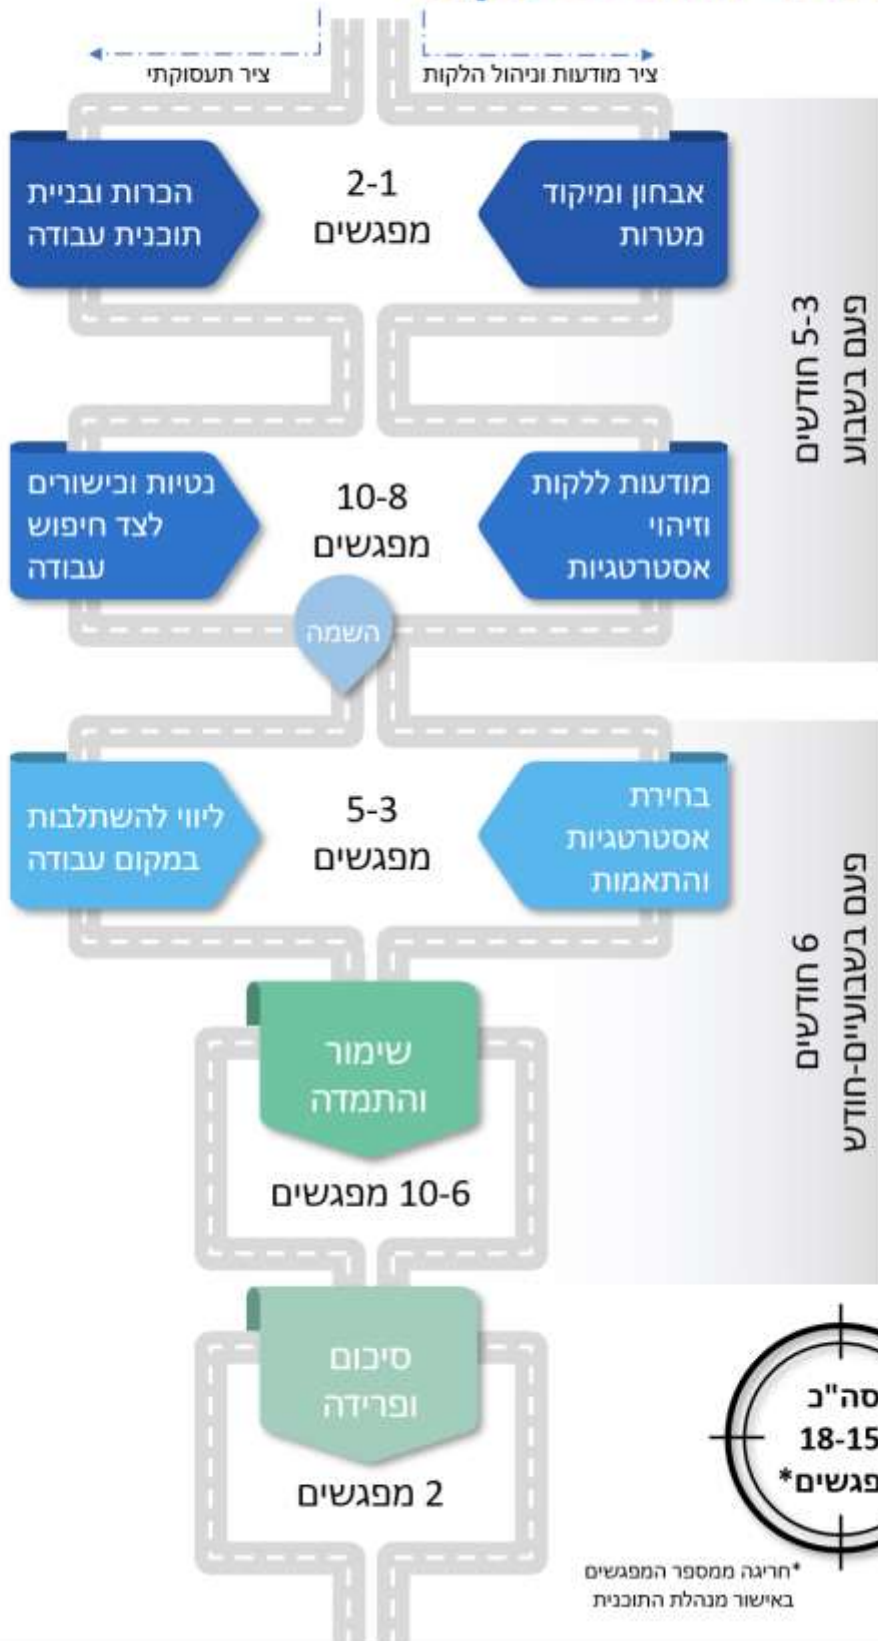 ציר מודעות וניהול הלקות
ציר תעסוקתי
אבחון ומיקוד
מטרות
2-1
מפגשים
הכרות ובניית
תוכנית עבודה
5-3 חודשים
פעם בשבוע
מודעות ללקות
וזיהוי
אסטרטגיות
10-8
מפגשים
נטיות וכישורים
לצד חיפוש
עבודה
השמה
בחירת
אסטרטגיות
והתאמות
5-3
מפגשים
ליווי להשתלבות
במקום עבודה
6 חודשים
פעם בשבועיים-חודש
שימור
והתמדה
10-6 מפגשים
סיכום
ופרידה
2 מפגשים
סה"כ
18-15
פגשים*
*חריגה ממספר המפגשים
באישור מנהלת התוכנית